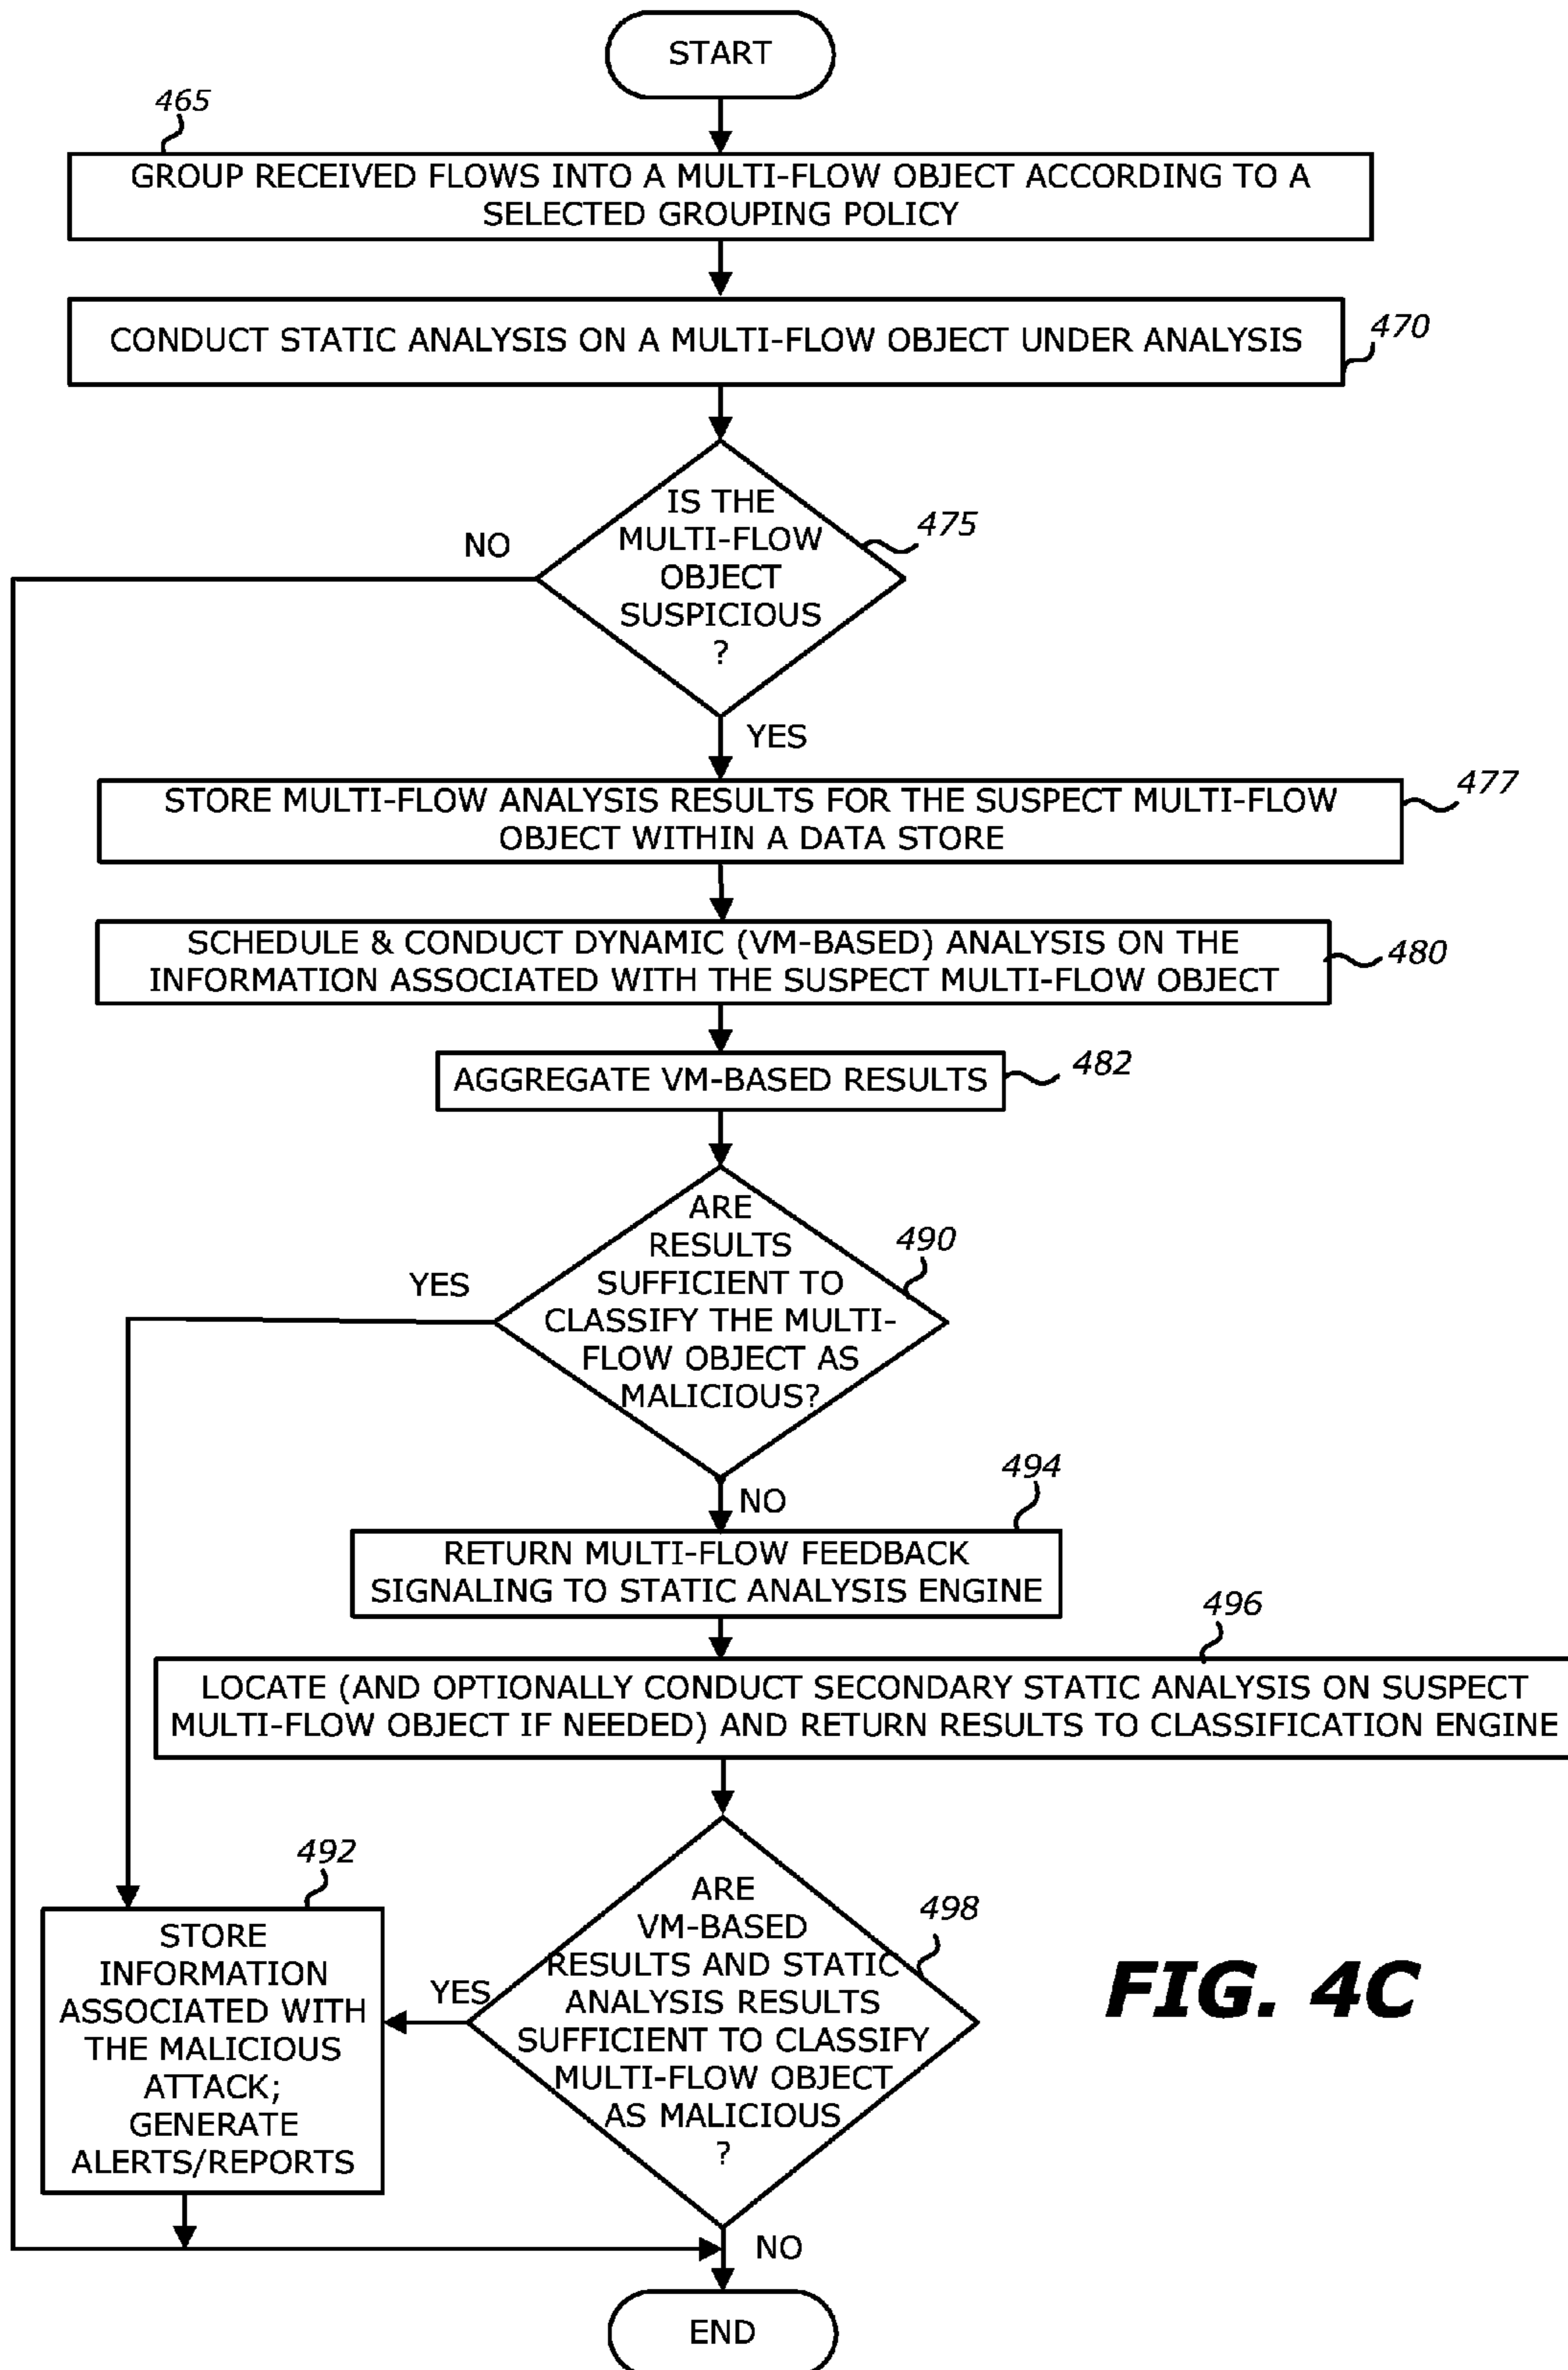 START
465
GROUP RECEIVED FLOWS INTO A MULTI-FLOW OBJECT ACCORDING TO A
SELECTED GROUPING POLICY
CONDUCT STATIC ANALYSIS ON A MULTI-FLOW OBJECT UNDER ANALYSIS
470
IS THE
MULTI-FLOW
OBJECT
SUSPICIOUS
?
475
NO
YES
STORE MULTI-FLOW ANALYSIS RESULTS FOR THE SUSPECT MULTI-FLOW
OBJECT WITHIN A DATA STORE
477
SCHEDULE & CONDUCT DYNAMIC (VM-BASED) ANALYSIS ON THE
INFORMATION ASSOCIATED WITH THE SUSPECT MULTI-FLOW OBJECT
480
AGGREGATE VM-BASED RESULTS
482
ARE
RESULTS
SUFFICIENT TO
CLASSIFY THE MULTI-
FLOW OBJECT AS
MALICIOUS?
490
YES
NO
494
RETURN MULTI-FLOW FEEDBACK
SIGNALING TO STATIC ANALYSIS ENGINE
496
LOCATE (AND OPTIONALLY CONDUCT SECONDARY STATIC ANALYSIS ON SUSPECT
MULTI-FLOW OBJECT IF NEEDED) AND RETURN RESULTS TO CLASSIFICATION ENGINE
492
STORE
INFORMATION
ASSOCIATED WITH
THE MALICIOUS
ATTACK;
GENERATE
ALERTS/REPORTS
YES
ARE
VM-BASED
RESULTS AND STATIC
ANALYSIS RESULTS
SUFFICIENT TO CLASSIFY
MULTI-FLOW OBJECT
AS MALICIOUS
?
498
FIG. 4C
NO
END